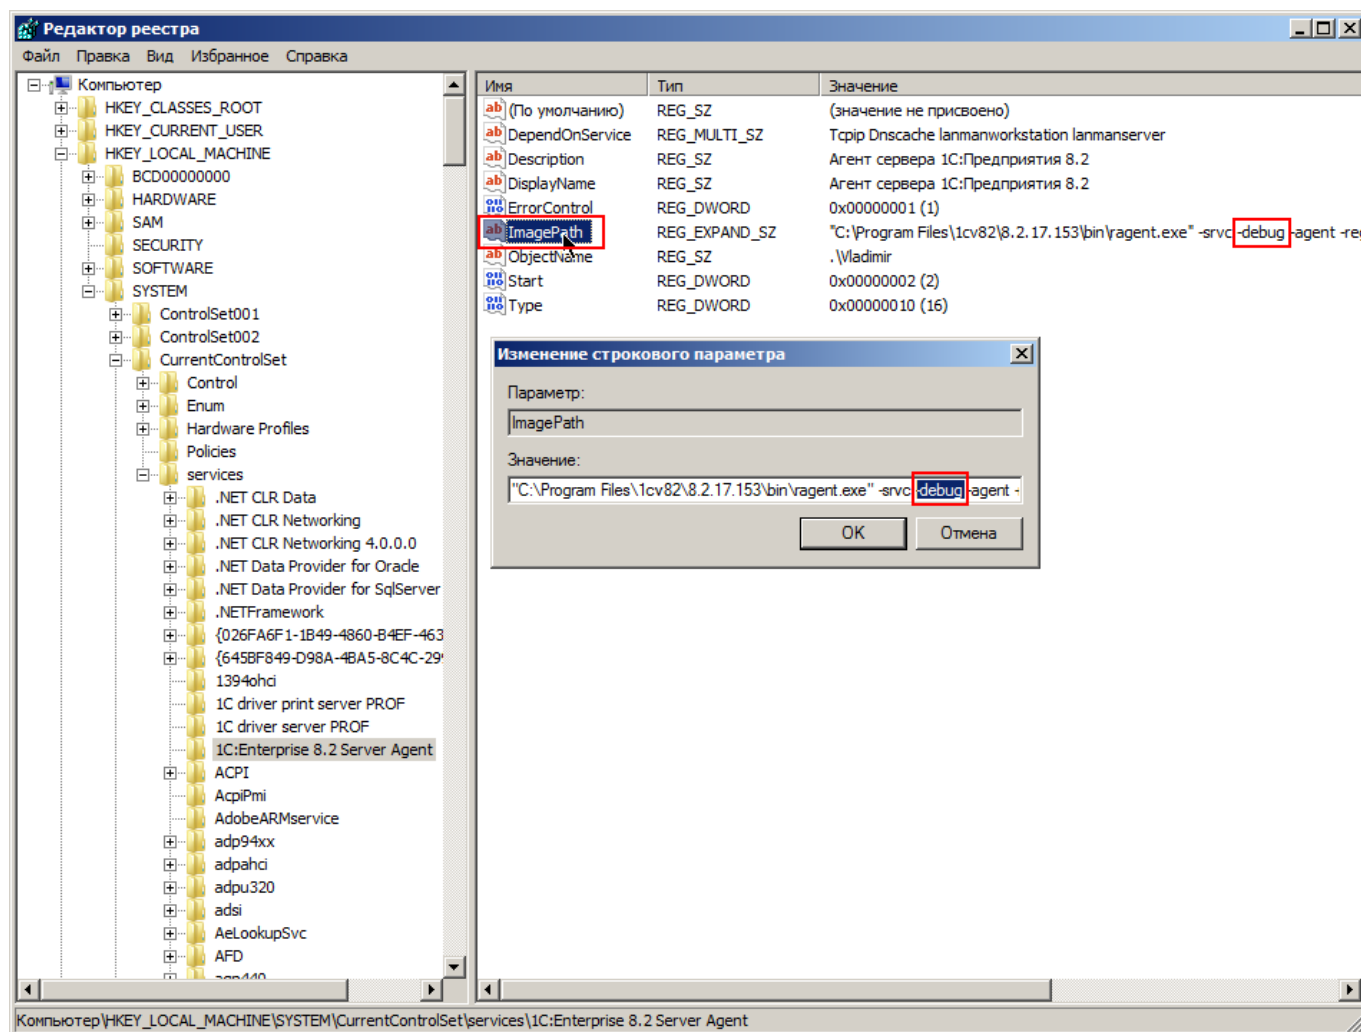 Редактор реестра
Файл Правка Вид Избранное Справка
Компьютер
HKEY_CLASSES_ROOT
HKEY_CURRENT_USER
HKEY_LOCAL_MACHINE
BCD00000000
HARDWARE
SAM
SECURITY
SOFTWARE
SYSTEM
ControlSet001
ControlSet002
CurrentControlSet
Control
Enum
Hardware Profiles
Policies
services
.NET CLR Data
.NET CLR Networking
.NET CLR Networking 4.0.0.0
.NET Data Provider for Oracle
.NET Data Provider for SqlServer
.NETFramework
{026FA6F1-1B49-4860-B4EF-463
{645BF849-D98A-4BA5-8C4C-29
1394ohci
1C driver print server PROF
1C driver server PROF
1C:Enterprise 8.2 Server Agent
ACPI
AcpiPmi
AdobeARMservice
adp94xx
adpahci
adpu320
adsi
AeLookupSvc
AFD
agp440
Имя Тип Значение
(По умолчанию) REG_SZ (значение не присвоено)
DependOnService REG_MULTI_SZ Tcpip Dnscache lanmanworkstation lanmanserver
Description REG_SZ Агент сервера 1С:Предприятия 8.2
DisplayName REG_SZ Агент сервера 1С:Предприятия 8.2
ErrorControl REG_DWORD 0x00000001 (1)
ImagePath REG_EXPAND_SZ "C:\Program Files\1cv82\8.2.17.153\bin\ragent.exe" -srvc -debug -agent -re
ObjectName REG_SZ .\Vladimir
Start REG_DWORD 0x00000002 (2)
Type REG_DWORD 0x00000010 (16)
Изменение строкового параметра
Параметр:
ImagePath
Значение:
"C:\Program Files\1cv82\8.2.17.153\bin\ragent.exe" -srvc -debug -agent -
OK Отмена
Компьютер\HKEY_LOCAL_MACHINE\SYSTEM\CurrentControlSet\services\1C:Enterprise 8.2 Server Agent